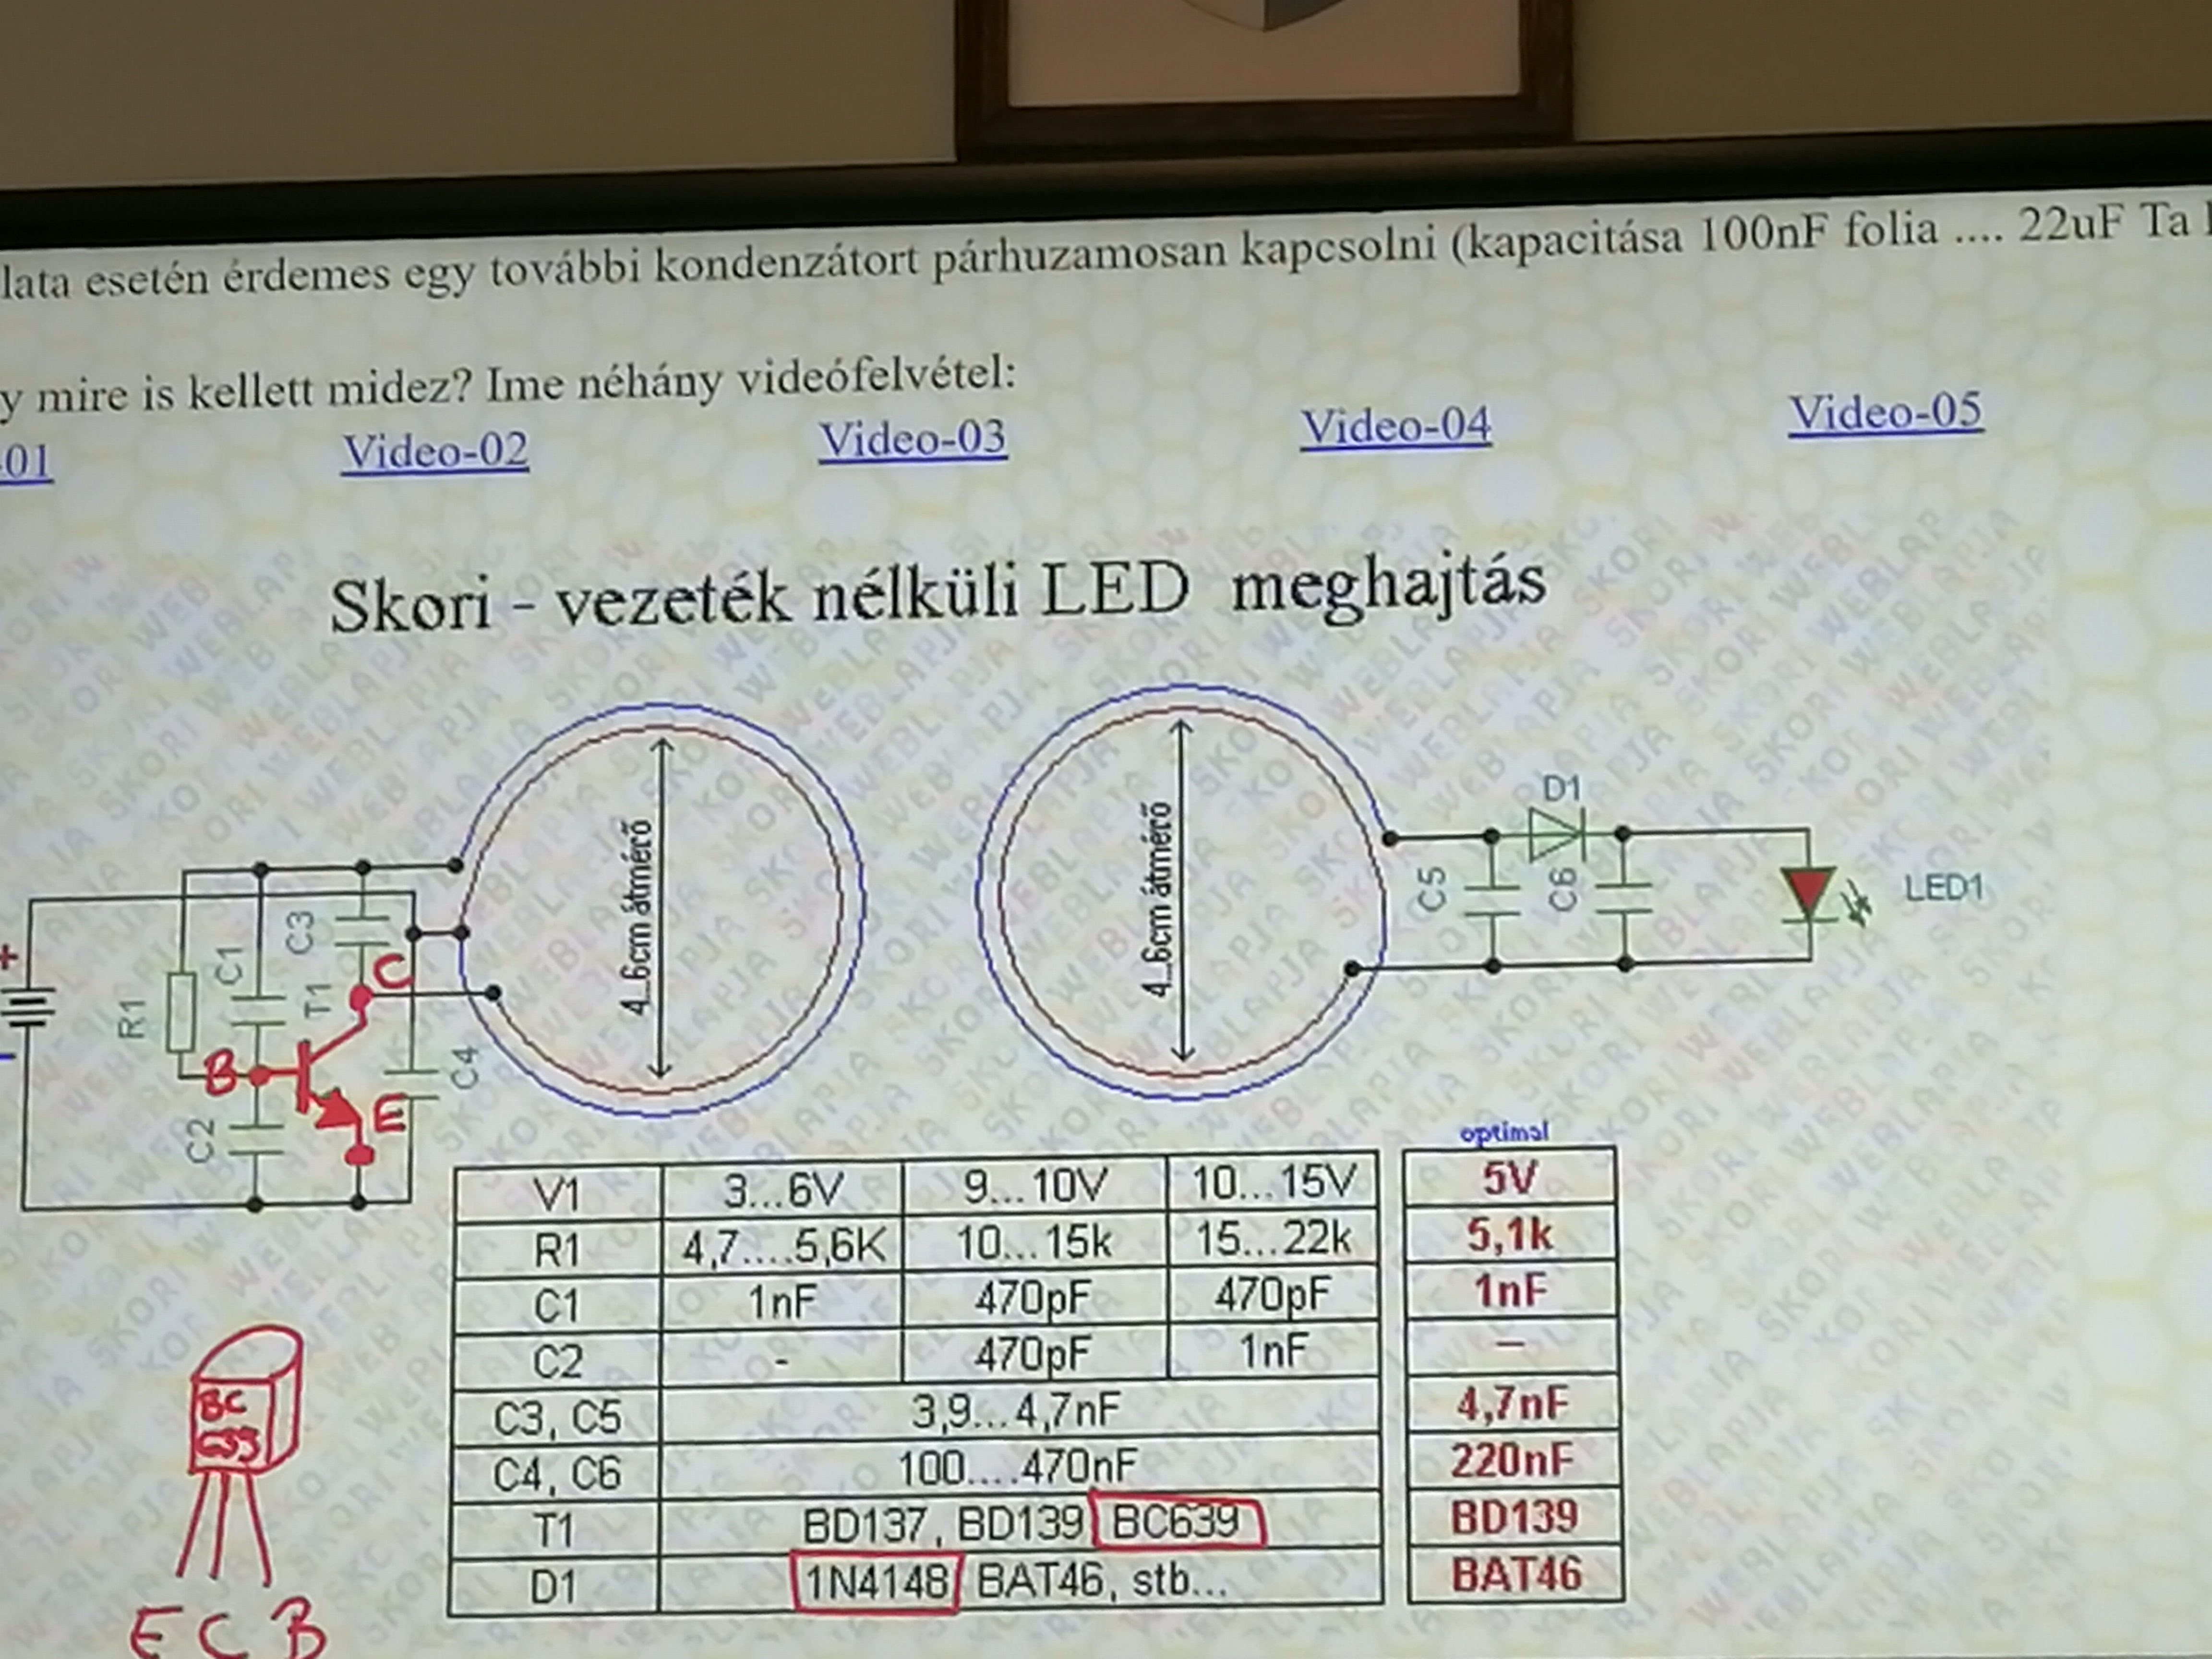 lata esetén érdemes egy további kondenzátort párhuzamosan kapcsolni (kapacitása 100nF folia .... 22uF Ta
y mire is kellett midez? Ime néhány videófelvétel:
-01 Video-02 Video-03 Video-04 Video-05
Skori - vezeték nélküli LED meghajtás
4...6cm átmérő
4...6cm átmérő
D1
C5
C6
LED1
+
-
R1
C1
C3
T1
C
B
E
C2
C4
optimal
V1 3...6V 9...10V 10...15V 5V
R1 4,7....5,6K 10...15k 15...22k 5,1k
C1 1nF 470pF 470pF 1nF
C2 - 470pF 1nF –
C3, C5 3,9...4,7nF 4,7nF
C4, C6 100....470nF 220nF
T1 BD137, BD139 BC639 BD139
D1 1N4148 BAT46, stb... BAT46
BC
E C B